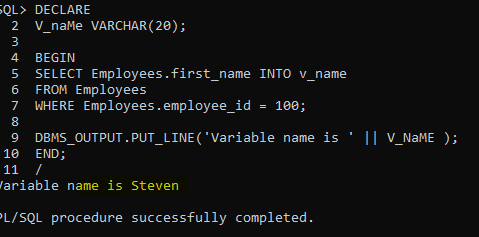 SQL> DECLARE
2 V_naMe VARCHAR(20);
3
4 BEGIN
5 SELECT Employees.first_name INTO v_name
6 FROM Employees
7 WHERE Employees.employee_id = 100;
8
9 DBMS_OUTPUT.PUT_LINE('Variable name is ' || V_NaME );
10 END;
11 /
Variable name is Steven
PL/SQL procedure successfully completed.